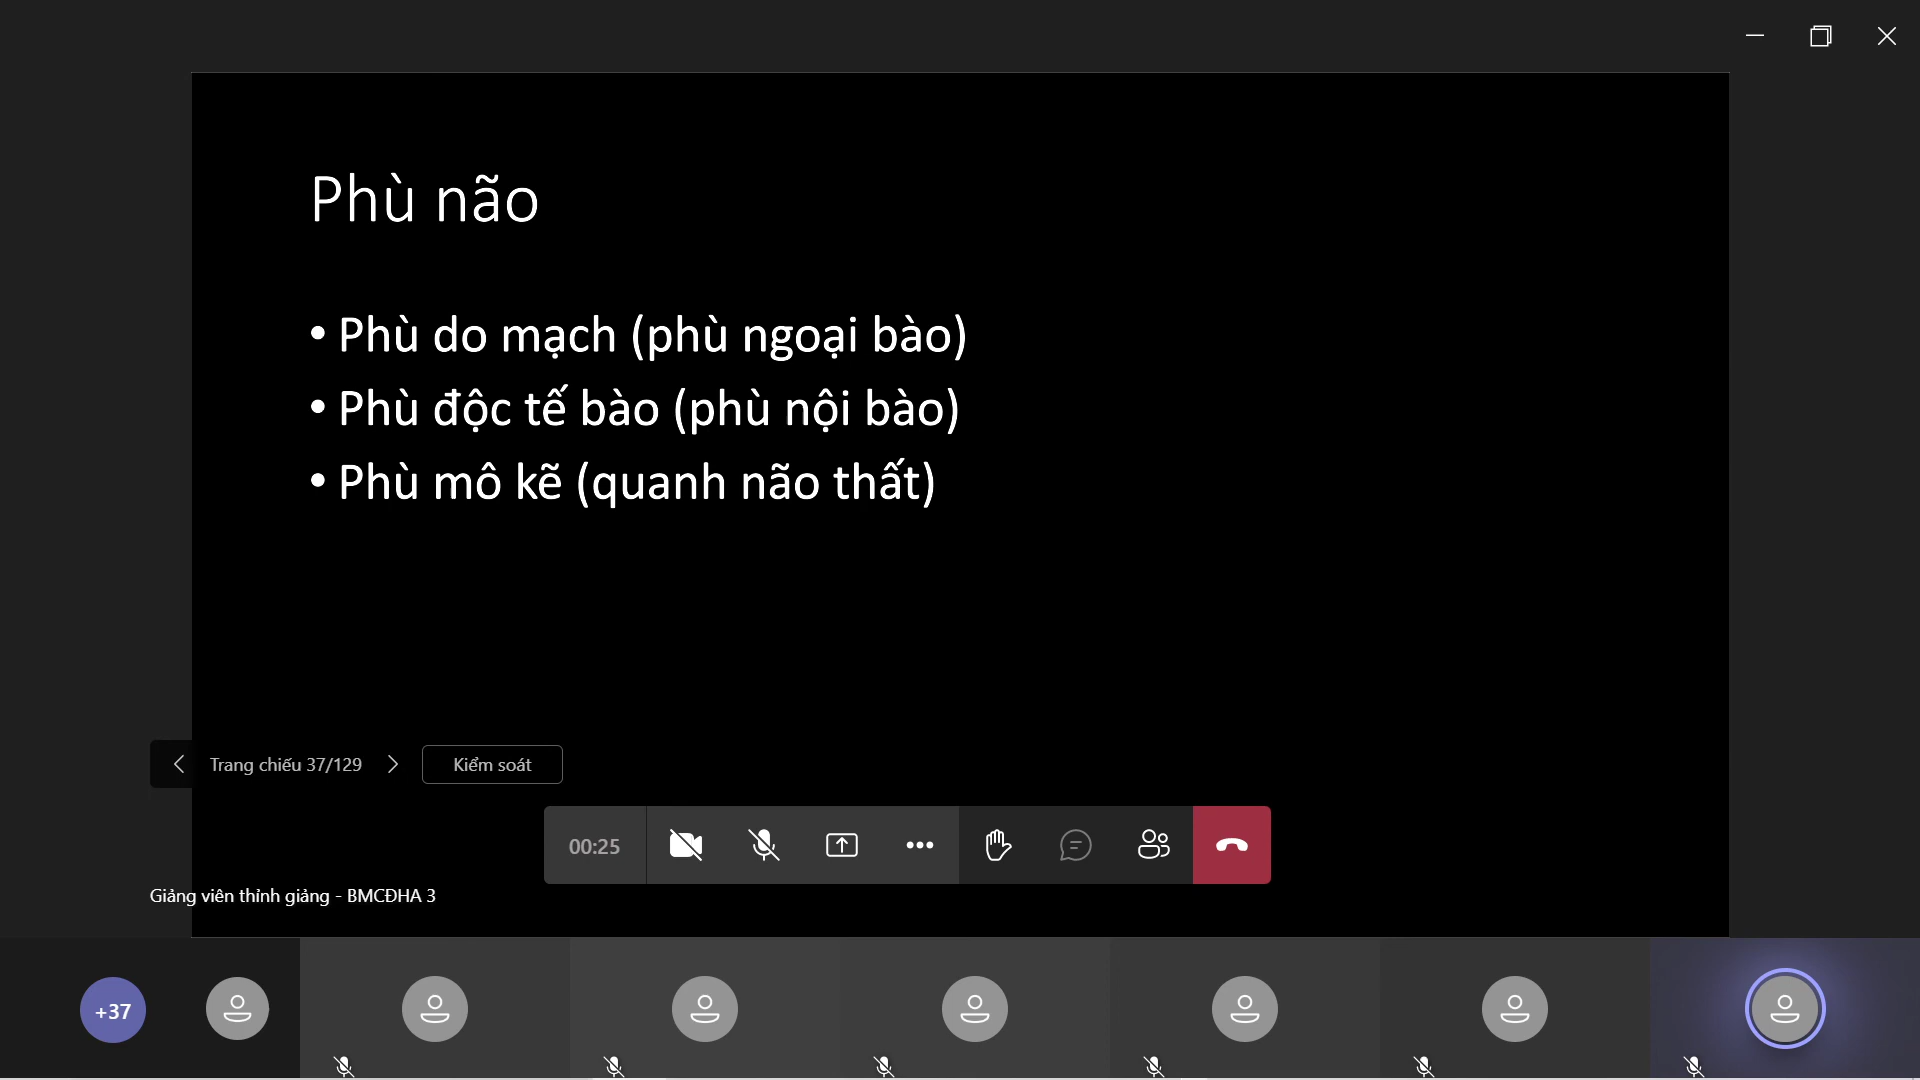 Phù não
• Phù do mạch (phù ngoại bào)
• Phù độc tế bào (phù nội bào)
• Phù mô kẽ (quanh não thất)
Trang chiếu 37/129
Kiểm soát
00:25
Giảng viên thỉnh giảng - BMCĐHA 3
+37